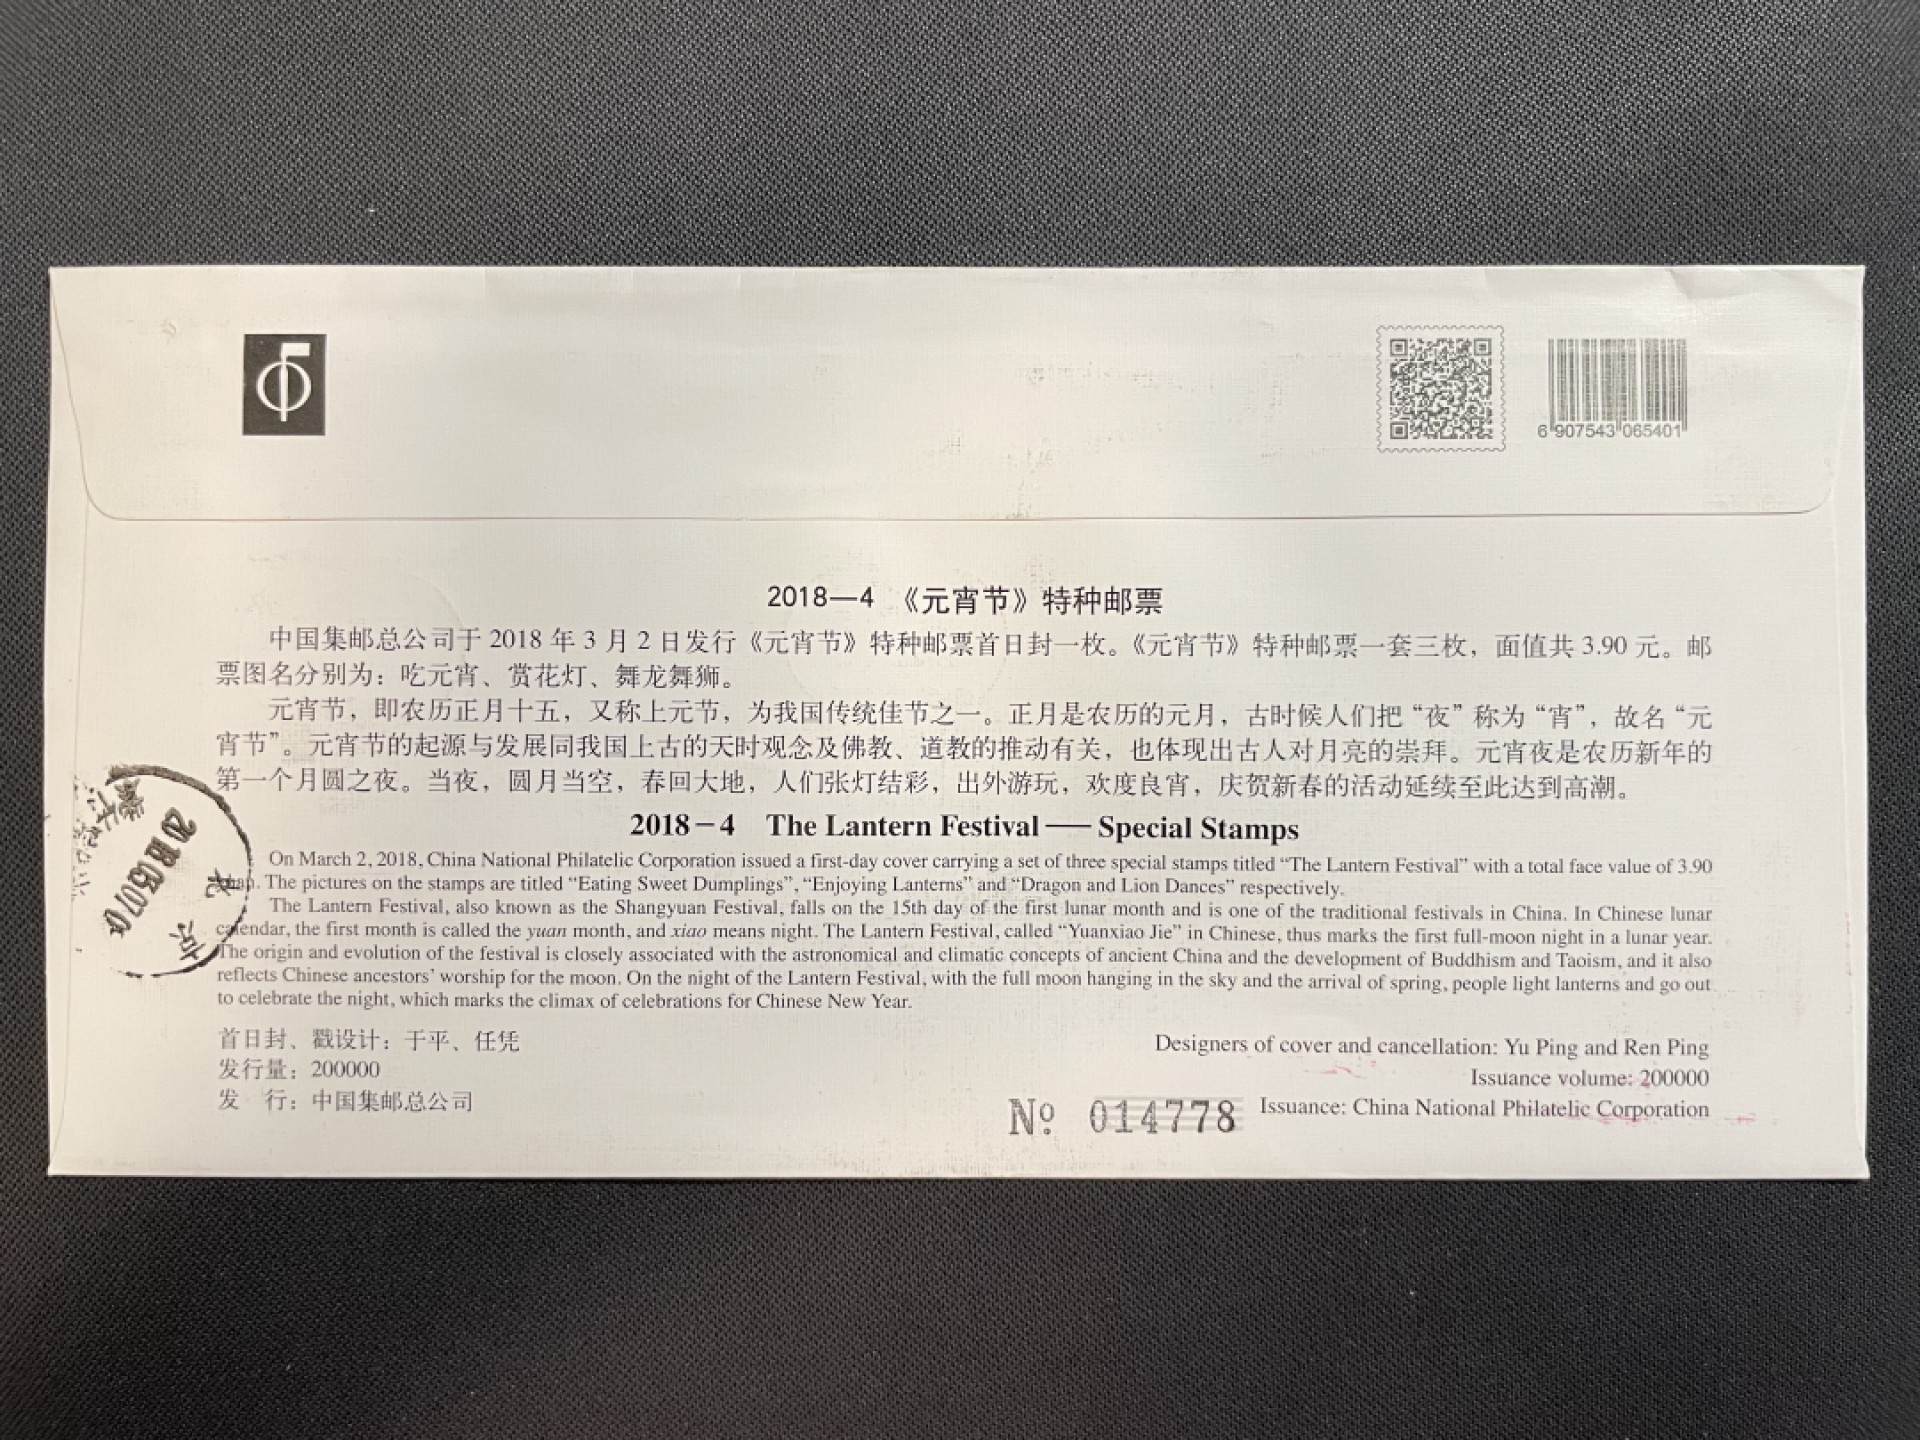 6 907543 065401
2018—4 《元宵节》特种邮票
中国集邮总公司于 2018 年 3 月 2 日发行《元宵节》特种邮票首日封一枚。《元宵节》特种邮票一套三枚，面值共 3.90 元。邮
票图名分别为：吃元宵、赏花灯、舞龙舞狮。
元宵节，即农历正月十五，又称上元节，为我国传统佳节之一。正月是农历的元月，古时候人们把“夜”称为“宵”，故名“元
宵节”。元宵节的起源与发展同我国上古的天时观念及佛教、道教的推动有关，也体现出古人对月亮的崇拜。元宵夜是农历新年的
第一个月圆之夜。当夜，圆月当空，春回大地，人们张灯结彩，出外游玩，欢度良宵，庆贺新春的活动延续至此达到高潮。
2018－4 The Lantern Festival —— Special Stamps
On March 2, 2018, China National Philatelic Corporation issued a first-day cover carrying a set of three special stamps titled “The Lantern Festival” with a total face value of 3.90
The pictures on the stamps are titled “Eating Sweet Dumplings”, “Enjoying Lanterns” and “Dragon and Lion Dances” respectively.
The Lantern Festival, also known as the Shangyuan Festival, falls on the 15th day of the first lunar month and is one of the traditional festivals in China. In Chinese lunar
calendar, the first month is called the yuan month, and xiao means night. The Lantern Festival, called “Yuanxiao Jie” in Chinese, thus marks the first full-moon night in a lunar year.
The origin and evolution of the festival is closely associated with the astronomical and climatic concepts of ancient China and the development of Buddhism and Taoism, and it also
reflects Chinese ancestors’ worship for the moon. On the night of the Lantern Festival, with the full moon hanging in the sky and the arrival of spring, people light lanterns and go out
to celebrate the night, which marks the climax of celebrations for Chinese New Year.
北京
首日封、戳设计：于平、任凭
发行量：200000
发 行：中国集邮总公司
Designers of cover and cancellation: Yu Ping and Ren Ping
Issuance volume: 200000
Issuance: China National Philatelic Corporation
№ 014778